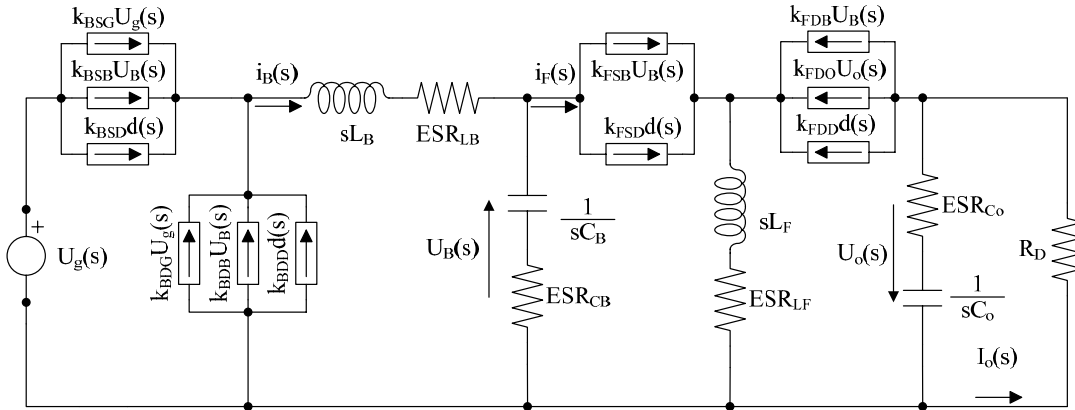 k_BSG U_g(s)
k_BSB U_B(s)
k_BSD d(s)
i_B(s)
sL_B
ESR_LB
i_F(s)
k_FSB U_B(s)
k_FSD d(s)
k_FDB U_B(s)
k_FDO U_o(s)
k_FDD d(s)
+
U_g(s)
k_BDG U_g(s)
k_BDB U_B(s)
k_BDD d(s)
U_B(s)
1
sC_B
ESR_CB
sL_F
ESR_LF
ESR_Co
U_o(s)
1
sC_o
R_D
I_o(s)